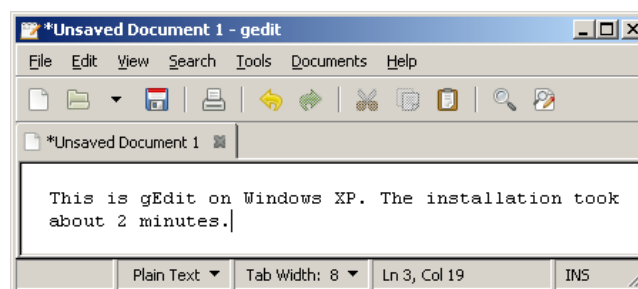 *Unsaved Document 1 - gedit
File Edit View Search Tools Documents Help
*Unsaved Document 1
This is gEdit on Windows XP. The installation took
about 2 minutes.
Plain Text Tab Width: 8 Ln 3, Col 19 INS